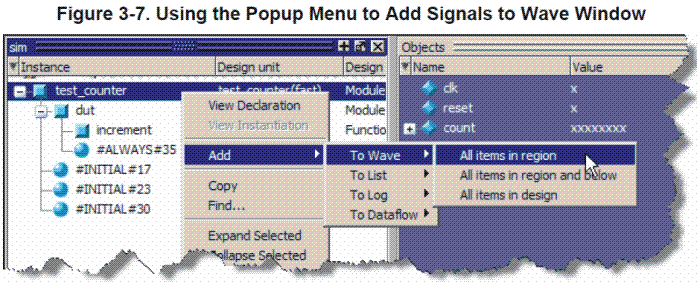 Figure 3-7. Using the Popup Menu to Add Signals to Wave Window
sim
Objects
Instance Design unit Design
Name Value
test_counter test_counter(fast) Module
dut Module
increment Functio
#ALWAYS#35
#INITIAL#17
#INITIAL#23
#INITIAL#30
View Declaration
View Instantiation
Add
Copy
Find...
Expand Selected
Collapse Selected
To Wave
To List
To Log
To Dataflow
All items in region
All items in region and below
All items in design
clk x
reset x
count xxxxxxxx